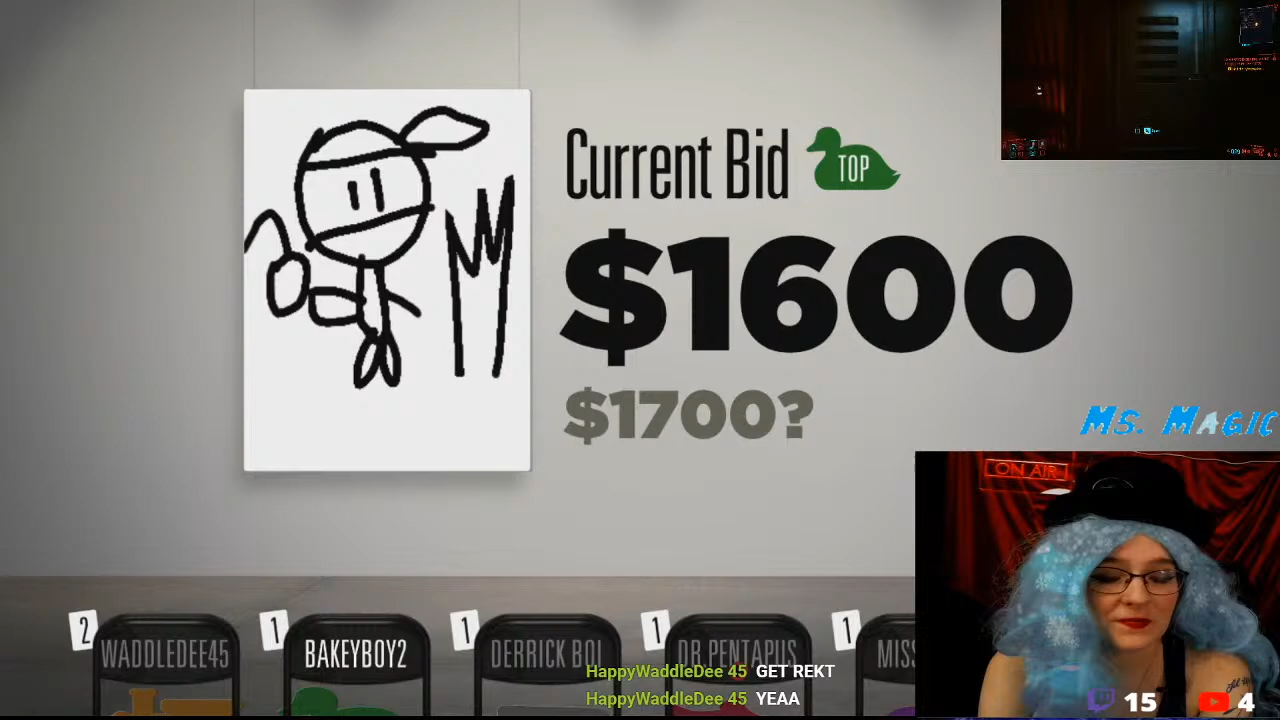 Current Bid
TOP
$1600
$1700?
Ms. Magic
ON AIR
2 WADDLEDEE45
1 BAKEYBOY2
1 DERRICK BOI
1 DR PENTAPUS
1 MISS
HappyWaddleDee 45 GET REKT
HappyWaddleDee 45 YEAA
15
4